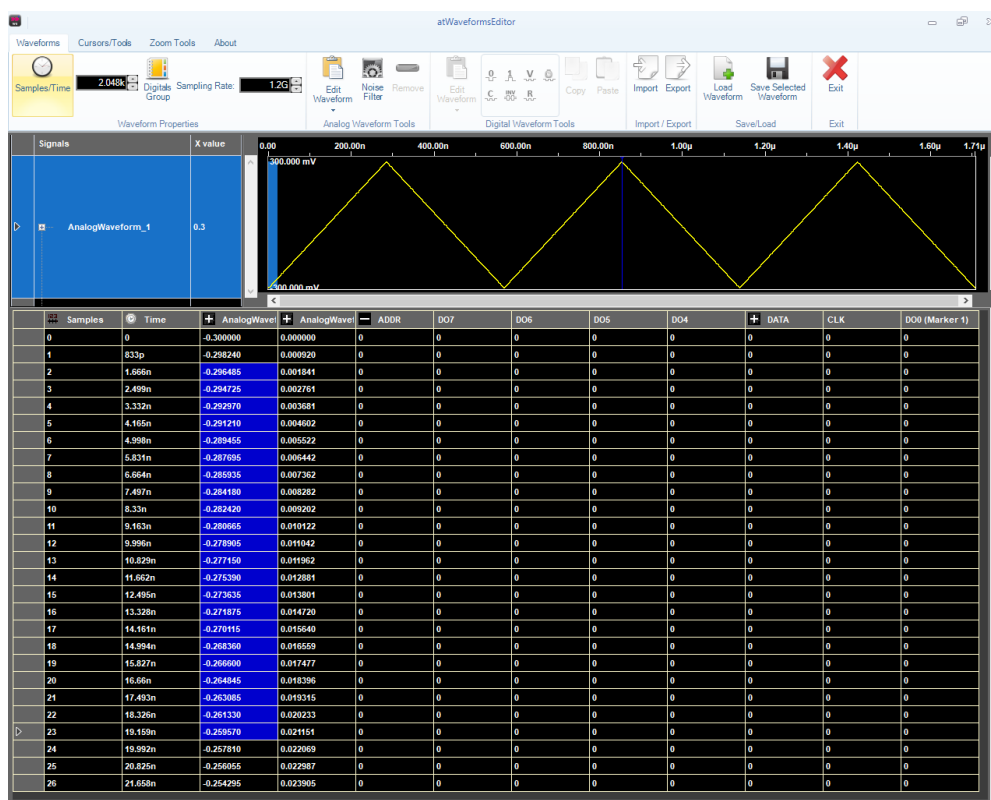 atWaveformsEditor
Waveforms Cursors/Tools Zoom Tools About
Samples/Time 2.048k Digitals Group Sampling Rate: 1.2G Edit Waveform Noise Filter Remove Edit Waveform 0 1 V C INV R Copy Paste Import Export Load Waveform Save Selected Waveform Exit
Waveform Properties Analog Waveform Tools Digital Waveform Tools Import / Export Save/Load Exit
Signals X value 0.00 200.00n 400.00n 600.00n 800.00n 1.00µ 1.20µ 1.40µ 1.60µ 1.71µ
300.000 mV
AnalogWaveform_1 0.3
-300.000 mV
Samples Time AnalogWavef AnalogWavef ADDR DO7 DO6 DO5 DO4 DATA CLK DO0 (Marker 1)
0 0 -0.300000 0.000000 0 0 0 0 0 0 0 0
1 833p -0.298240 0.000920 0 0 0 0 0 0 0 0
2 1.666n -0.296485 0.001841 0 0 0 0 0 0 0 0
3 2.499n -0.294725 0.002761 0 0 0 0 0 0 0 0
4 3.332n -0.292970 0.003681 0 0 0 0 0 0 0 0
5 4.165n -0.291210 0.004602 0 0 0 0 0 0 0 0
6 4.998n -0.289455 0.005522 0 0 0 0 0 0 0 0
7 5.831n -0.287695 0.006442 0 0 0 0 0 0 0 0
8 6.664n -0.285935 0.007362 0 0 0 0 0 0 0 0
9 7.497n -0.284180 0.008282 0 0 0 0 0 0 0 0
10 8.33n -0.282420 0.009202 0 0 0 0 0 0 0 0
11 9.163n -0.280665 0.010122 0 0 0 0 0 0 0 0
12 9.996n -0.278905 0.011042 0 0 0 0 0 0 0 0
13 10.829n -0.277150 0.011962 0 0 0 0 0 0 0 0
14 11.662n -0.275390 0.012881 0 0 0 0 0 0 0 0
15 12.495n -0.273635 0.013801 0 0 0 0 0 0 0 0
16 13.328n -0.271875 0.014720 0 0 0 0 0 0 0 0
17 14.161n -0.270115 0.015640 0 0 0 0 0 0 0 0
18 14.994n -0.268360 0.016559 0 0 0 0 0 0 0 0
19 15.827n -0.266600 0.017477 0 0 0 0 0 0 0 0
20 16.66n -0.264845 0.018396 0 0 0 0 0 0 0 0
21 17.493n -0.263085 0.019315 0 0 0 0 0 0 0 0
22 18.326n -0.261330 0.020233 0 0 0 0 0 0 0 0
23 19.159n -0.259570 0.021151 0 0 0 0 0 0 0 0
24 19.992n -0.257810 0.022069 0 0 0 0 0 0 0 0
25 20.825n -0.256055 0.022987 0 0 0 0 0 0 0 0
26 21.658n -0.254295 0.023905 0 0 0 0 0 0 0 0